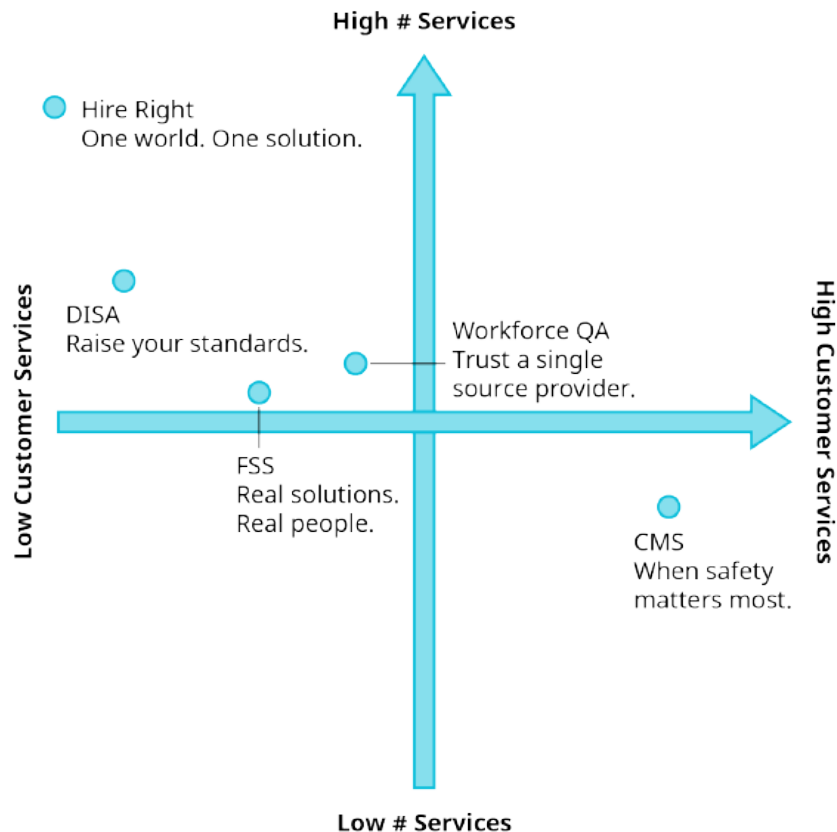 High # Services
Hire Right
One world. One solution.
DISA
Raise your standards.
Workforce QA
Trust a single
source provider.
FSS
Real solutions.
Real people.
CMS
When safety
matters most.
Low Customer Services
High Customer Services
Low # Services